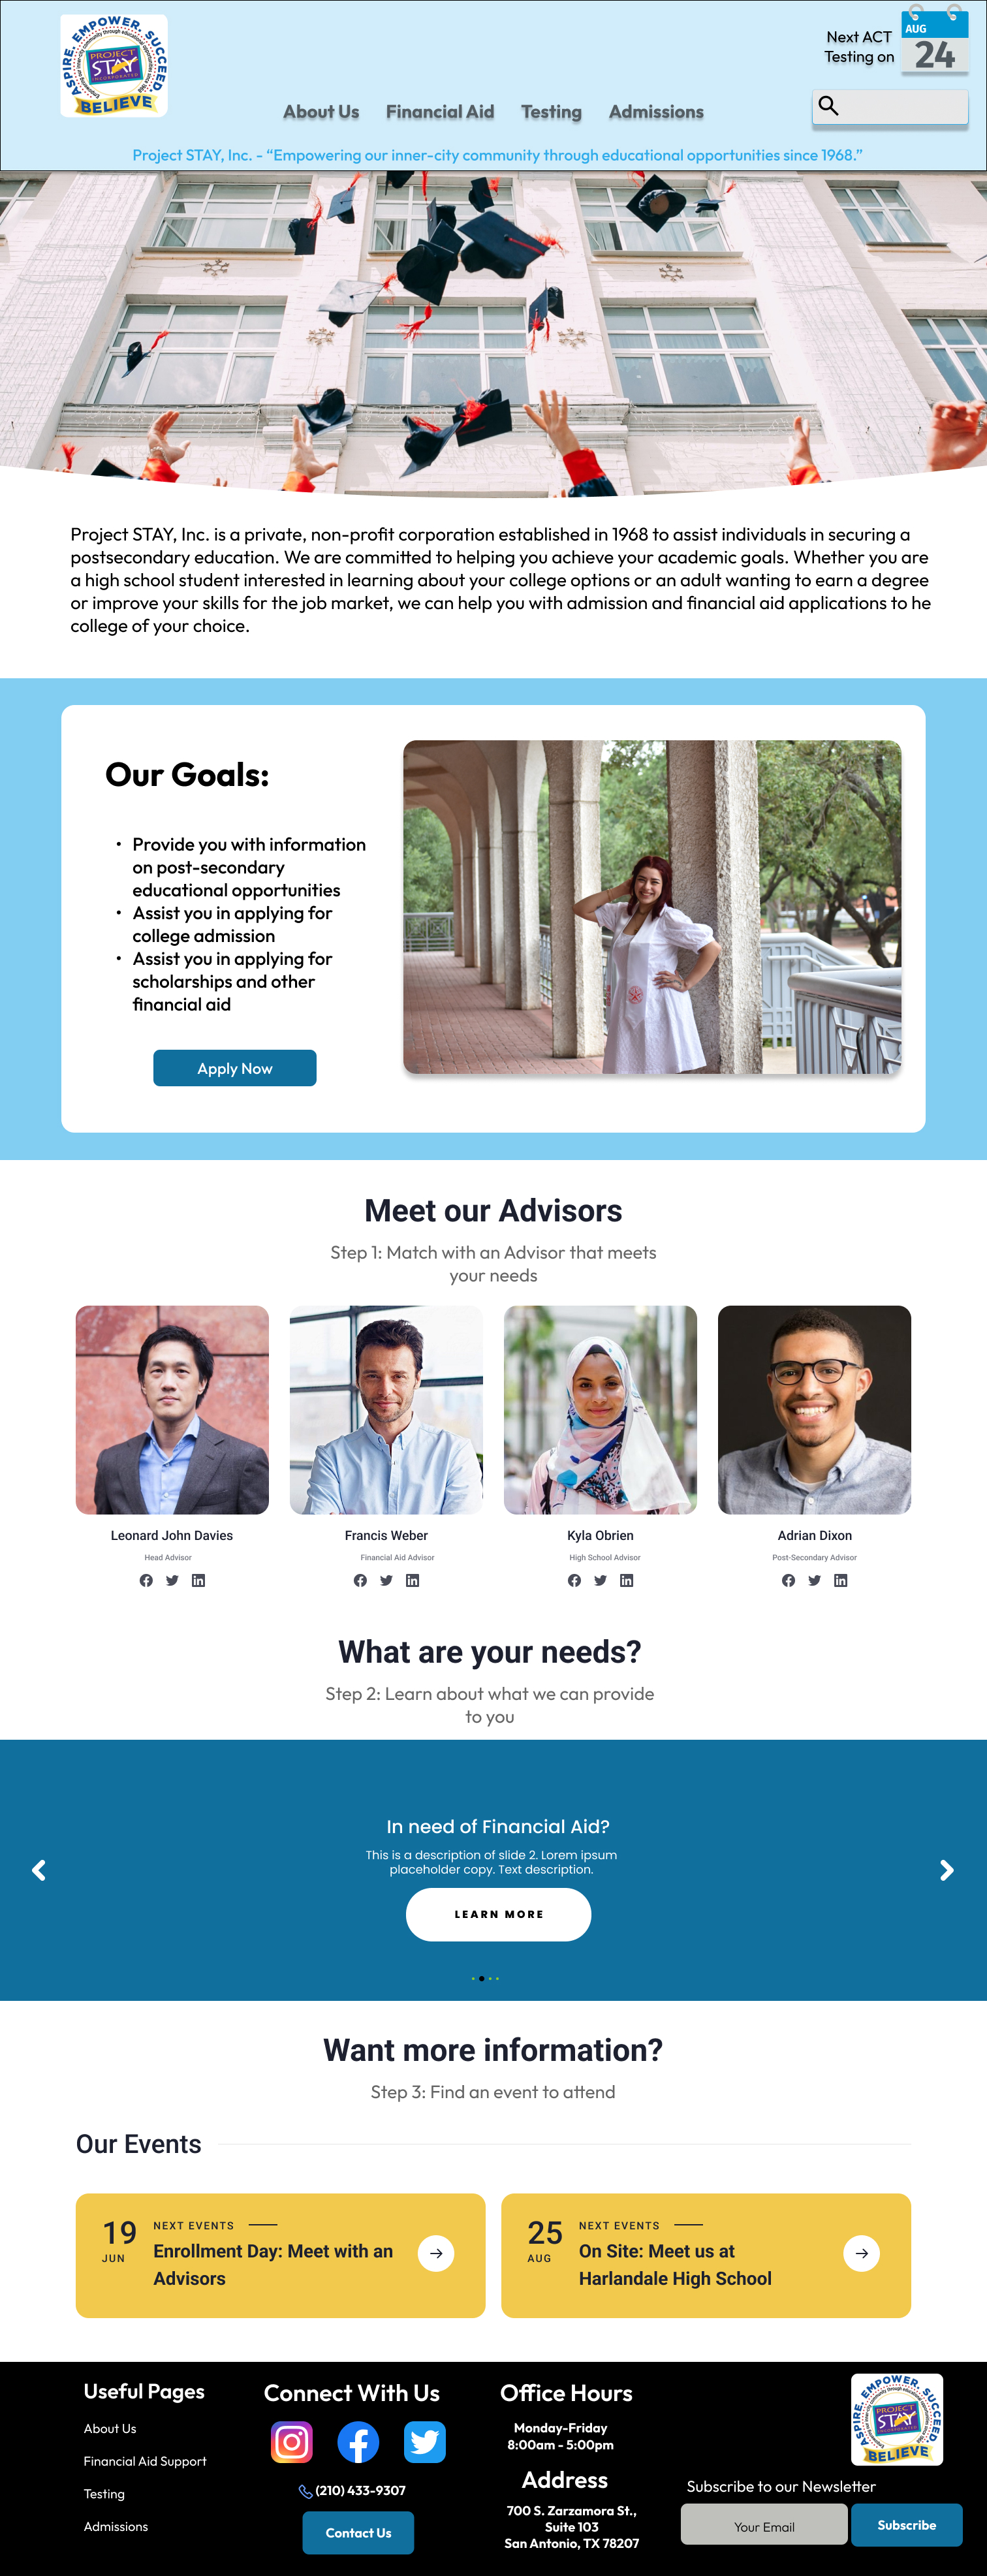 ASPIRE. EMPOWER. SUCCEED.
PROJECT
STAY
INCORPORATED
BELIEVE
Next ACT
Testing on
AUG
24
About Us Financial Aid Testing Admissions
Project STAY, Inc. - “Empowering our inner-city community through educational opportunities since 1968.”
Project STAY, Inc. is a private, non-profit corporation established in 1968 to assist individuals in securing a
postsecondary education. We are committed to helping you achieve your academic goals. Whether you are
a high school student interested in learning about your college options or an adult wanting to earn a degree
or improve your skills for the job market, we can help you with admission and financial aid applications to he
college of your choice.
Our Goals:
• Provide you with information
on post-secondary
educational opportunities
• Assist you in applying for
college admission
• Assist you in applying for
scholarships and other
financial aid
Apply Now
Meet our Advisors
Step 1: Match with an Advisor that meets
your needs
Leonard John Davies
Head Advisor
Francis Weber
Financial Aid Advisor
Kyla Obrien
High School Advisor
Adrian Dixon
Post-Secondary Advisor
What are your needs?
Step 2: Learn about what we can provide
to you
In need of Financial Aid?
This is a description of slide 2. Lorem ipsum
placeholder copy. Text description.
LEARN MORE
Want more information?
Step 3: Find an event to attend
Our Events
19
JUN
NEXT EVENTS
Enrollment Day: Meet with an
Advisors
25
AUG
NEXT EVENTS
On Site: Meet us at
Harlandale High School
Useful Pages
About Us
Financial Aid Support
Testing
Admissions
Connect With Us
(210) 433-9307
Contact Us
Office Hours
Monday-Friday
8:00am - 5:00pm
Address
700 S. Zarzamora St.,
Suite 103
San Antonio, TX 78207
ASPIRE. EMPOWER. SUCCEED.
PROJECT
STAY
INCORPORATED
BELIEVE
Subscribe to our Newsletter
Your Email
Subscribe